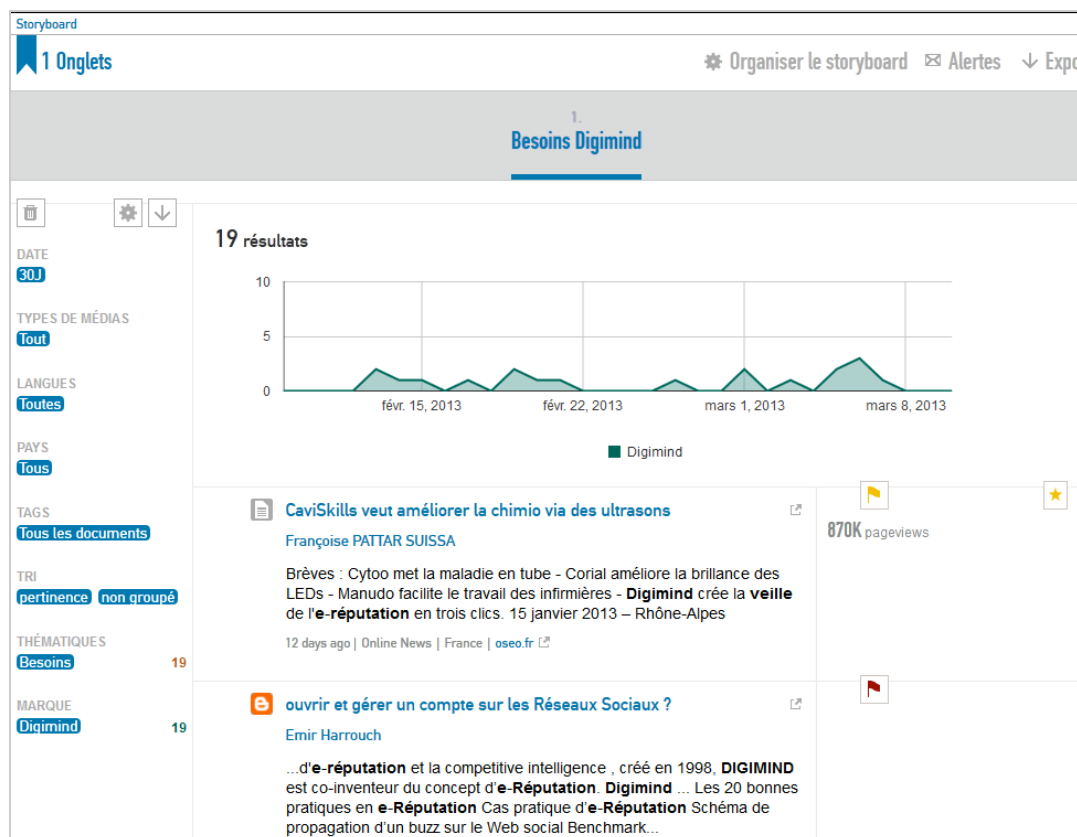 Storyboard
1 Onglets
Organiser le storyboard
Alertes
Expo
1.
Besoins Digimind
DATE
30J
TYPES DE MÉDIAS
Tout
LANGUES
Toutes
PAYS
Tous
TAGS
Tous les documents
TRI
pertinence non groupé
THÉMATIQUES
Besoins 19
MARQUE
Digimind 19
19 résultats
10
5
0
févr. 15, 2013
févr. 22, 2013
mars 1, 2013
mars 8, 2013
Digimind
CaviSkills veut améliorer la chimio via des ultrasons
Françoise PATTAR SUISSA
Brèves : Cytoo met la maladie en tube - Corial améliore la brillance des
LEDs - Manudo facilite le travail des infirmières - Digimind crée la veille
de l'e-réputation en trois clics. 15 janvier 2013 – Rhône-Alpes
12 days ago | Online News | France | oseo.fr
870K pageviews
ouvrir et gérer un compte sur les Réseaux Sociaux ?
Emir Harrouch
...d'e-réputation et la competitive intelligence , créé en 1998, DIGIMIND
est co-inventeur du concept d'e-Réputation. Digimind ... Les 20 bonnes
pratiques en e-Réputation Cas pratique d'e-Réputation Schéma de
propagation d'un buzz sur le Web social Benchmark...